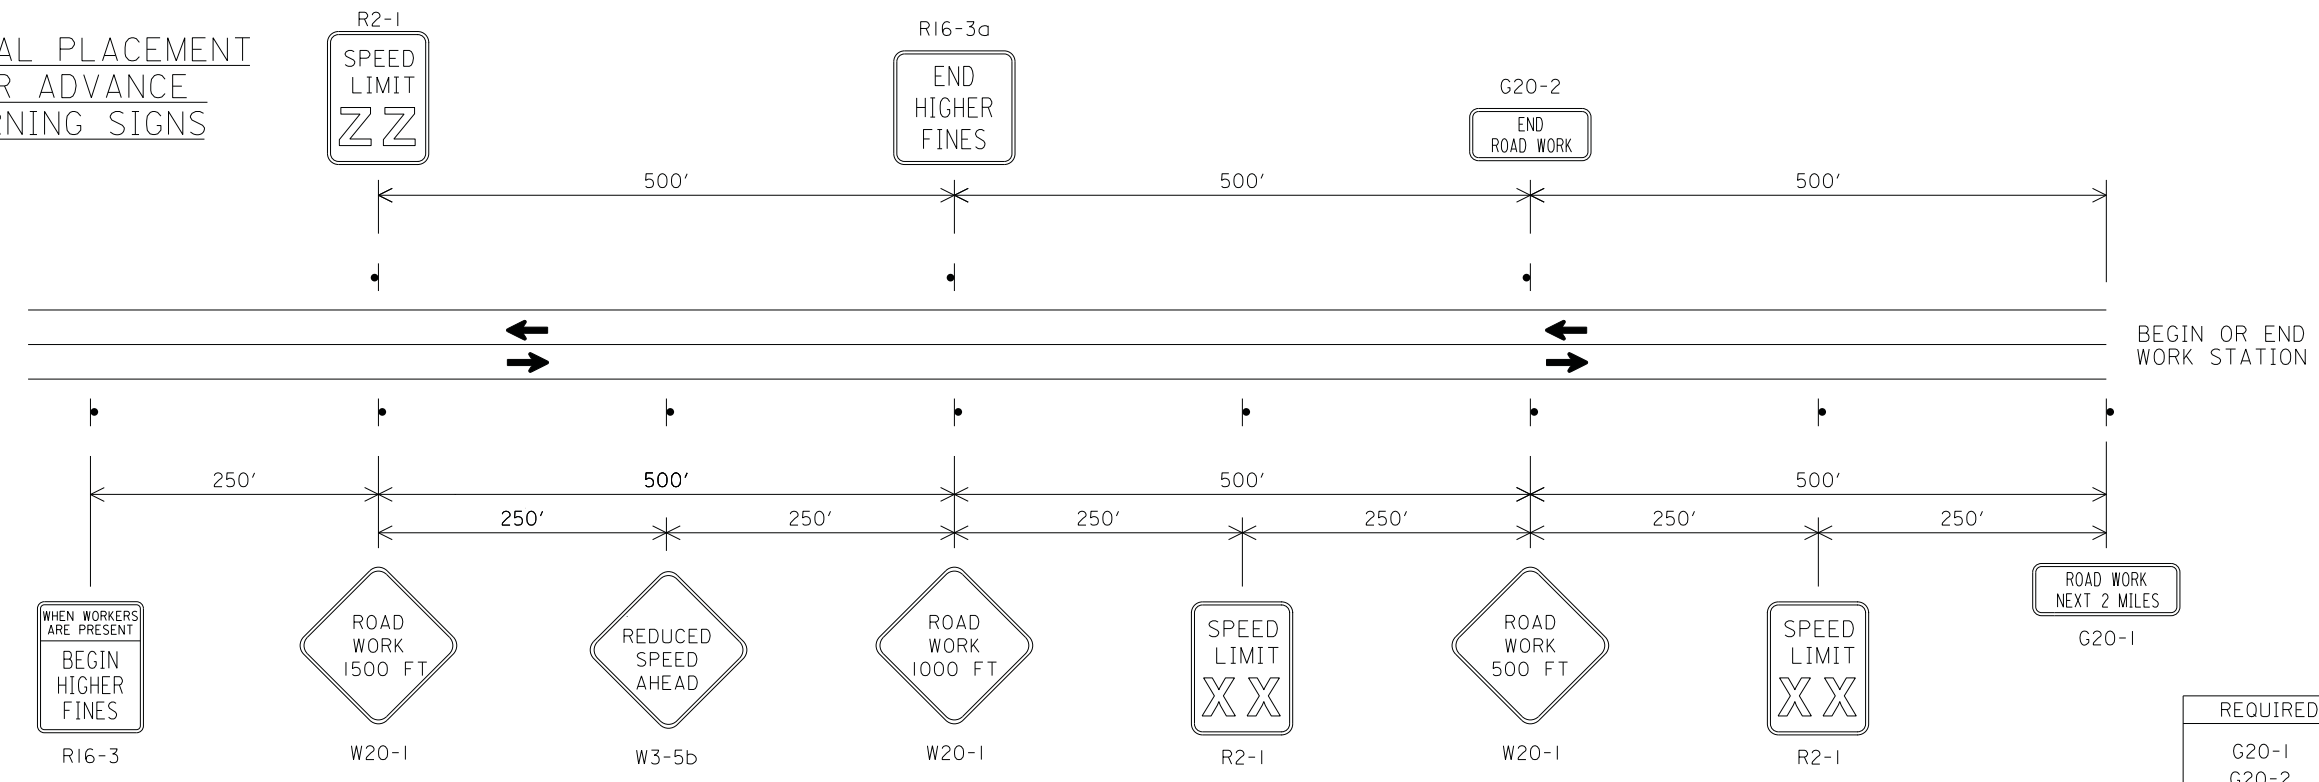 AL PLACEMENT
R ADVANCE
RNING SIGNS
R2-1
SPEED
LIMIT
ZZ
R16-3a
END
HIGHER
FINES
G20-2
END
ROAD WORK
500'
500'
500'
BEGIN OR END
WORK STATION
250'
500'
500'
500'
250'
250'
250'
250'
250'
250'
WHEN WORKERS
ARE PRESENT
BEGIN
HIGHER
FINES
R16-3
ROAD
WORK
1500 FT
W20-1
REDUCED
SPEED
AHEAD
W3-5b
ROAD
WORK
1000 FT
W20-1
SPEED
LIMIT
XX
R2-1
ROAD
WORK
500 FT
W20-1
SPEED
LIMIT
XX
R2-1
ROAD WORK
NEXT 2 MILES
G20-1
REQUIRED
G20-1
G20-2